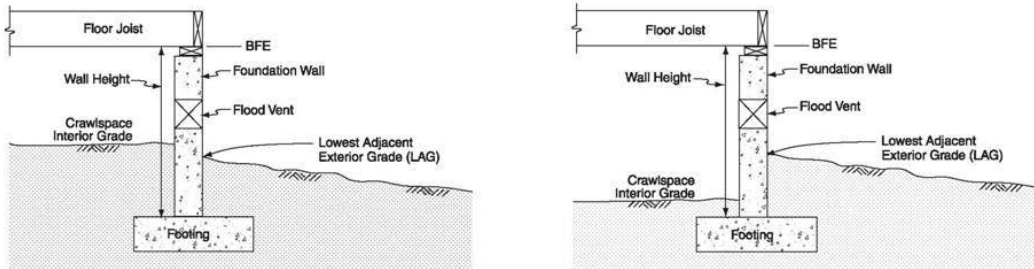 Floor Joist
BFE
Foundation Wall
Wall Height
Flood Vent
Crawlspace
Interior Grade
Lowest Adjacent
Exterior Grade (LAG)
Footing
Floor Joist
BFE
Foundation Wall
Wall Height
Flood Vent
Lowest Adjacent
Exterior Grade (LAG)
Crawlspace
Interior Grade
Footing